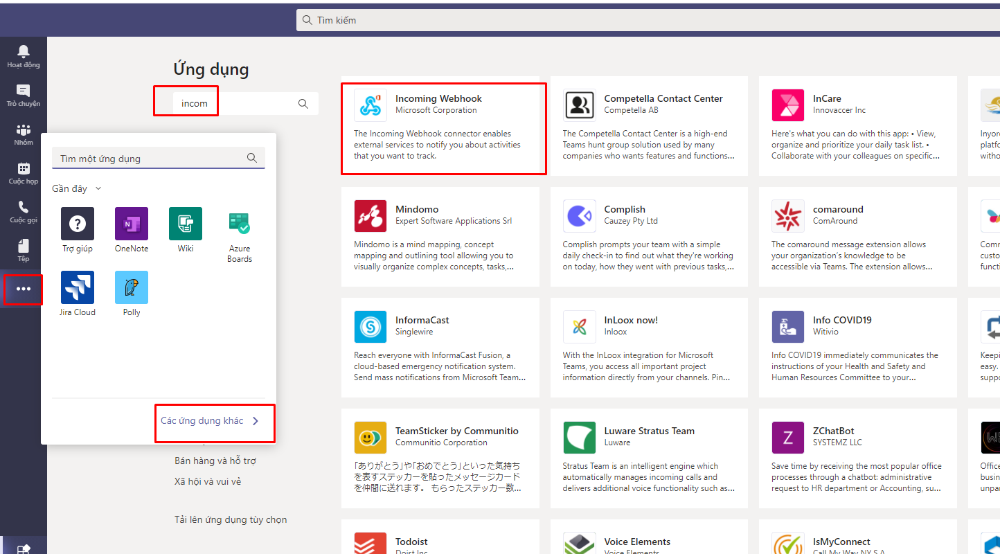 Tìm kiếm
Hoạt động
Trò chuyện
Nhóm
Cuộc họp
Cuộc gọi
Tệp
Ứng dụng
incom
Tìm một ứng dụng
Gần đây
Trợ giúp
OneNote
Wiki
Azure
Boards
Jira Cloud
Polly
Các ứng dụng khác
Bán hàng và hỗ trợ
Xã hội và vui vẻ
Tải lên ứng dụng tùy chọn
Incoming Webhook
Microsoft Corporation
The Incoming Webhook connector enables
external services to notify you about activities
that you want to track.
Competella Contact Center
Competella AB
The Competella Contact Center is a high-end
Teams hunt group solution used by many
companies who wants features and functions...
InCare
Innovaccer Inc
Here's what you can do with this app: • View,
organize and prioritize your daily task list. •
Collaborate with your colleagues on specific...
Mindomo
Expert Software Applications Srl
Mindomo is a mind mapping, concept
mapping and outlining tool allowing you to
visually organize complex concepts, tasks,...
Complish
Cauzey Pty Ltd
Complish prompts your team with a simple
daily check-in to find out what they're working
on today, how they went with previous tasks,...
comaround
ComAround
The comaround message extension allows
your organization's knowledge to be
accessible via Teams. The extension allows...
InformaCast
Singlewire
Reach everyone with InformaCast Fusion, a
cloud-based emergency notification system.
Send mass notifications from Microsoft Team...
InLoox now!
Inloox
With the InLoox integration for Microsoft
Teams, you access all important project
information directly from your channels. Pin...
Info COVID19
Witivio
Info COVID19 immediately communicates the
instructions of your Health and Safety and
Human Resources Committee to your...
TeamSticker by Communitio
Communitio Corporation
「ありがとう」や「おめでとう」といった気持ち
を表すステッカーを貼ったメッセージカード
を仲間に送れます。 もらったステッカー数...
Luware Stratus Team
Luware
Stratus Team is an intelligent engine which
automatically manages incoming calls and
delivers additional voice functionality such as...
Z
ZChatBot
SYSTEMZ LLC
Save time by receiving the most popular office
processes through a chatbot: administrative
request to HR department or Accounting, su...
Todoist
Doist Inc
Voice Elements
Voice Elements
IsMyConnect
Call My Way NY S.A.